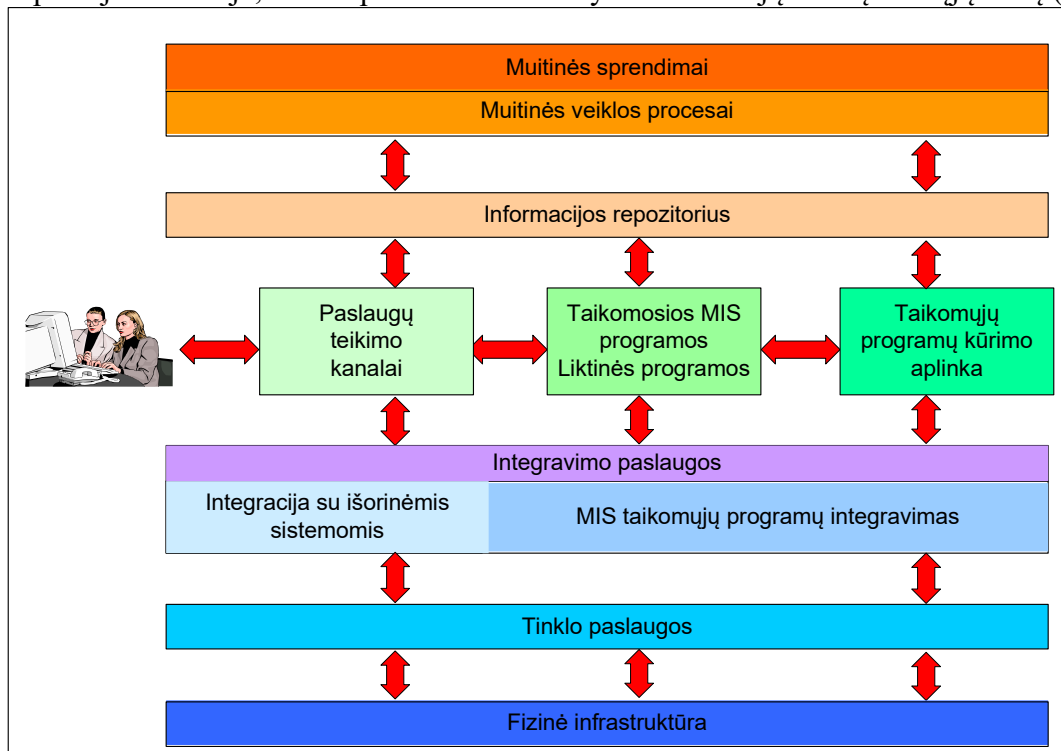 Muitinės sprendimai
Muitinės veiklos procesai
Informacijos repozitorius
Paslaugų
teikimo
kanalai
Taikomosios MIS
programos
Liktinės programos
Taikomųjų
programų kūrimo
aplinka
Integravimo paslaugos
Integracija su išorinėmis
sistemomis
MIS taikomųjų programų integravimas
Tinklo paslaugos
Fizinė infrastruktūra